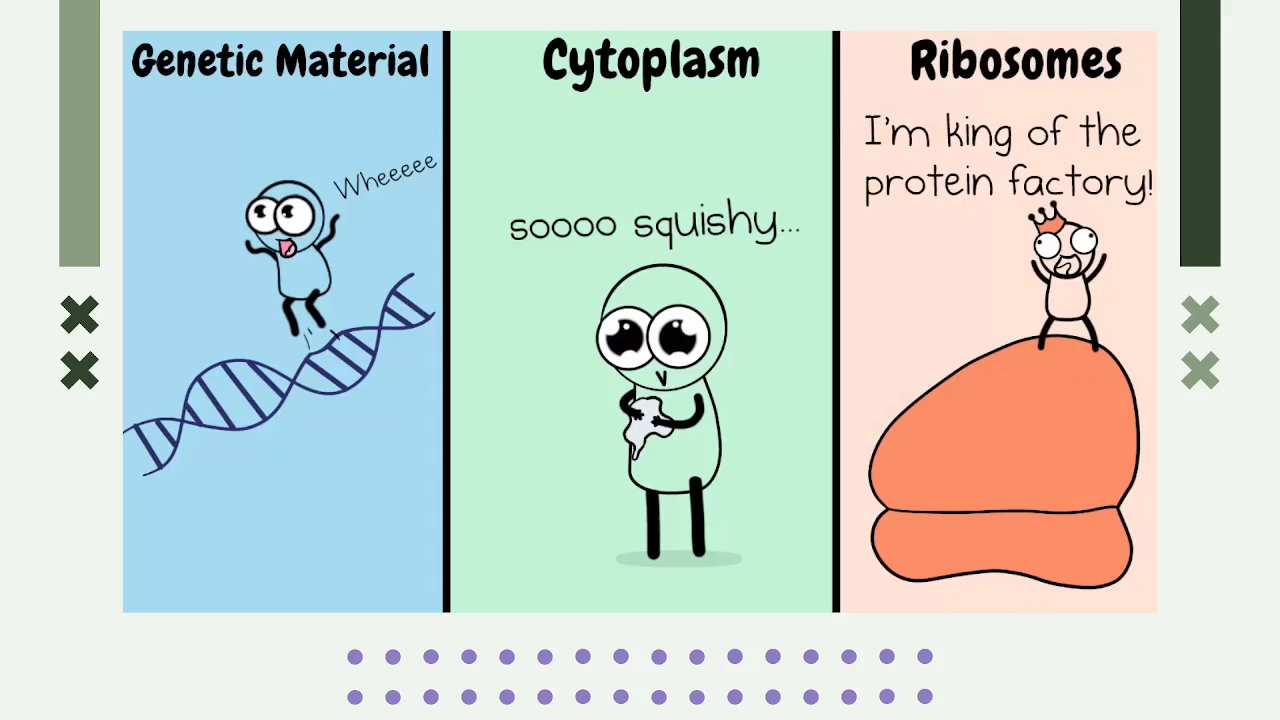 Genetic Material
Wheeeee
Cytoplasm
soooo squishy...
Ribosomes
I'm king of the
protein factory!